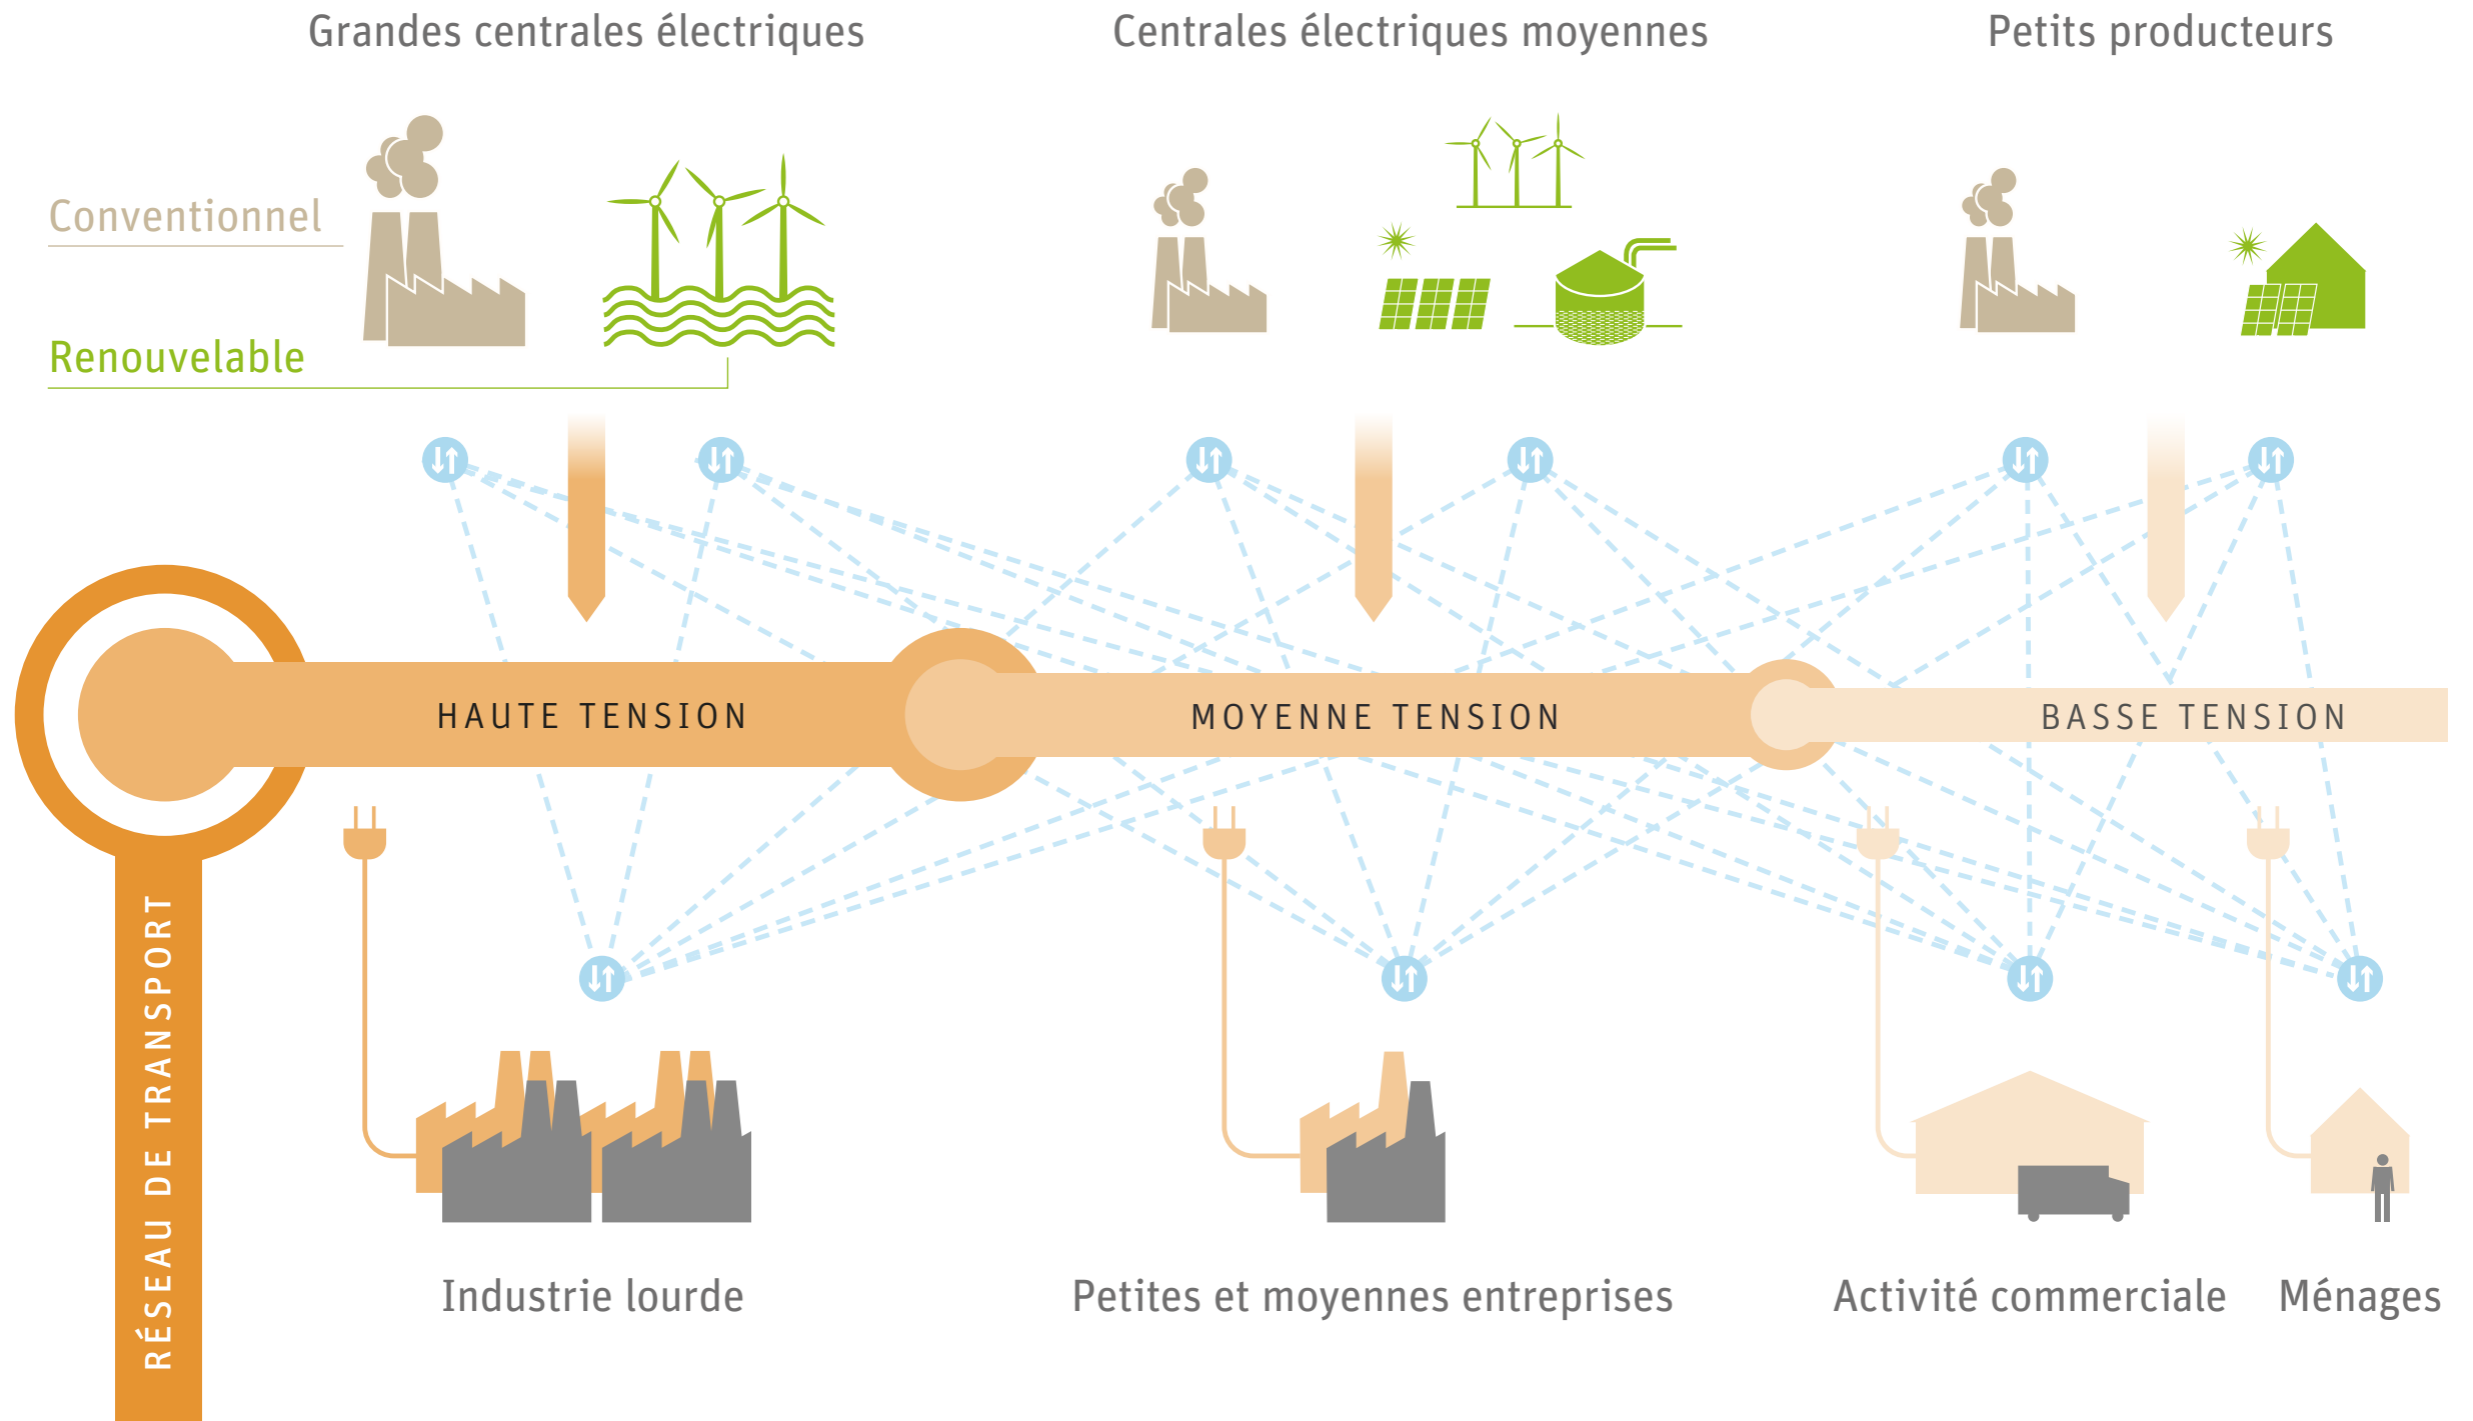 Grandes centrales électriques
Centrales électriques moyennes
Petits producteurs
Conventionnel
Renouvelable
HAUTE TENSION
MOYENNE TENSION
BASSE TENSION
RÉSEAU DE TRANSPORT
Industrie lourde
Petites et moyennes entreprises
Activité commerciale
Ménages